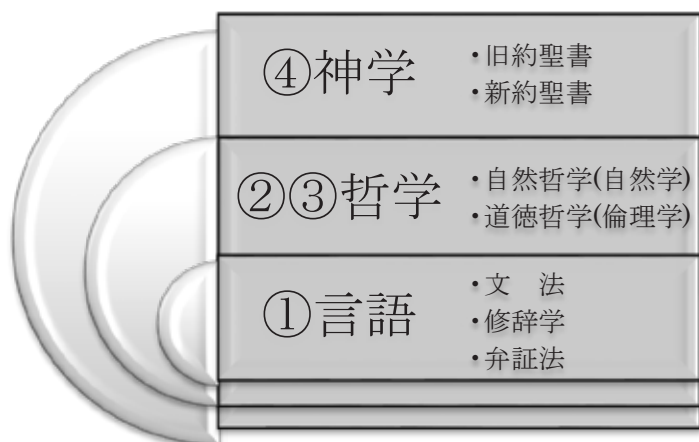 ④神学
・旧約聖書
・新約聖書
②③哲学
・自然哲学(自然学)
・道徳哲学(倫理学)
①言語
・文　法
・修辞学
・弁証法